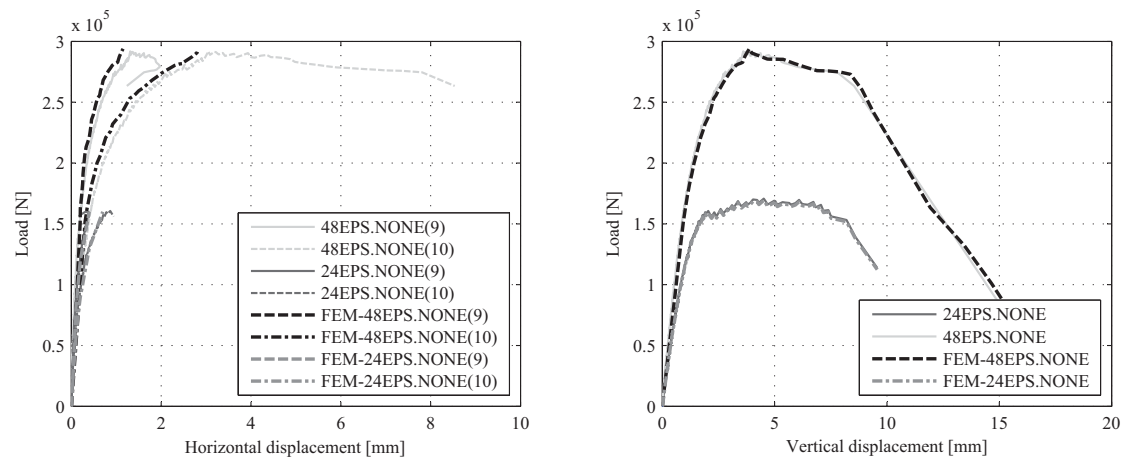 x 10⁵
3
2.5
2
1.5
1
0.5
0
0 2 4 6 8 10
Load [N]
Horizontal displacement [mm]
48EPS.NONE(9)
48EPS.NONE(10)
24EPS.NONE(9)
24EPS.NONE(10)
FEM-48EPS.NONE(9)
FEM-48EPS.NONE(10)
FEM-24EPS.NONE(9)
FEM-24EPS.NONE(10)
x 10⁵
3
2.5
2
1.5
1
0.5
0
0 5 10 15 20
Load [N]
Vertical displacement [mm]
24EPS.NONE
48EPS.NONE
FEM-48EPS.NONE
FEM-24EPS.NONE